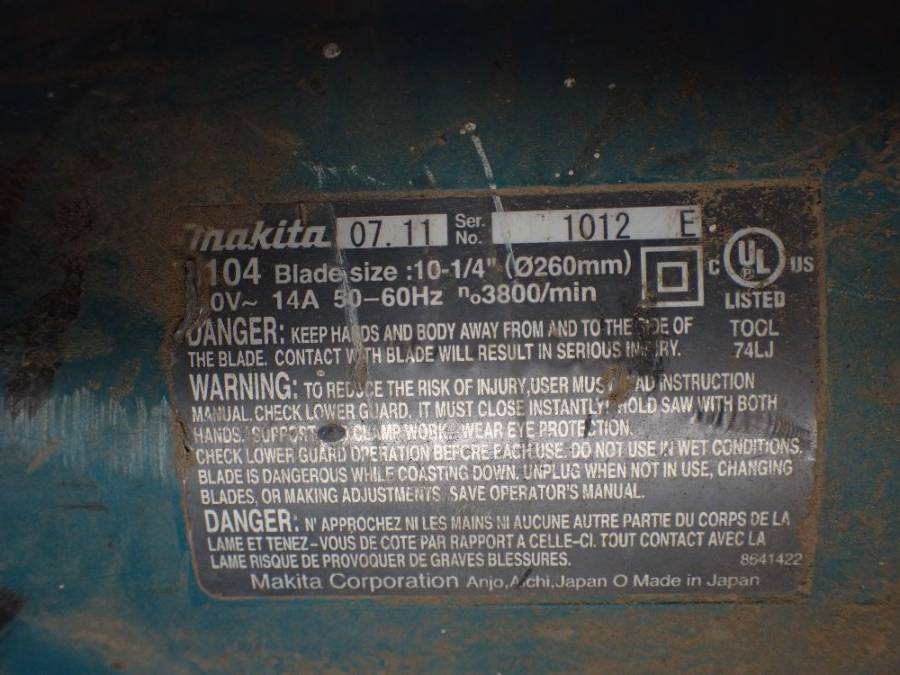 makita 07.11 Ser. No. 1012 E
104 Blade size :10-1/4" (Ø260mm) C UL US
0V~ 14A 50-60Hz no3800/min LISTED
DANGER: KEEP HANDS AND BODY AWAY FROM AND TO THE SIDE OF TOCL
THE BLADE. CONTACT WITH BLADE WILL RESULT IN SERIOUS INJURY. 74LJ
WARNING: TO REDUCE THE RISK OF INJURY, USER MUST INSTRUCTION
MANUAL. CHECK LOWER GUARD. IT MUST CLOSE INSTANTLY! HOLD SAW WITH BOTH
HANDS. SUPPORT CLAMP WORK. WEAR EYE PROTECTION.
CHECK LOWER GUARD OPERATION BEFORE EACH USE. DO NOT USE IN WET CONDITIONS.
BLADE IS DANGEROUS WHILE COASTING DOWN. UNPLUG WHEN NOT IN USE, CHANGING
BLADES, OR MAKING ADJUSTMENTS. SAVE OPERATOR'S MANUAL.
DANGER: N' APPROCHEZ NI LES MAINS NI AUCUNE AUTRE PARTIE DU CORPS DE LA
LAME ET TENEZ-VOUS DE COTE PAR RAPPORT A CELLE-CI. TOUT CONTACT AVEC LA
LAME RISQUE DE PROVOQUER DE GRAVES BLESSURES. 8641422
Makita Corporation Anjo, Aichi, Japan O Made in Japan